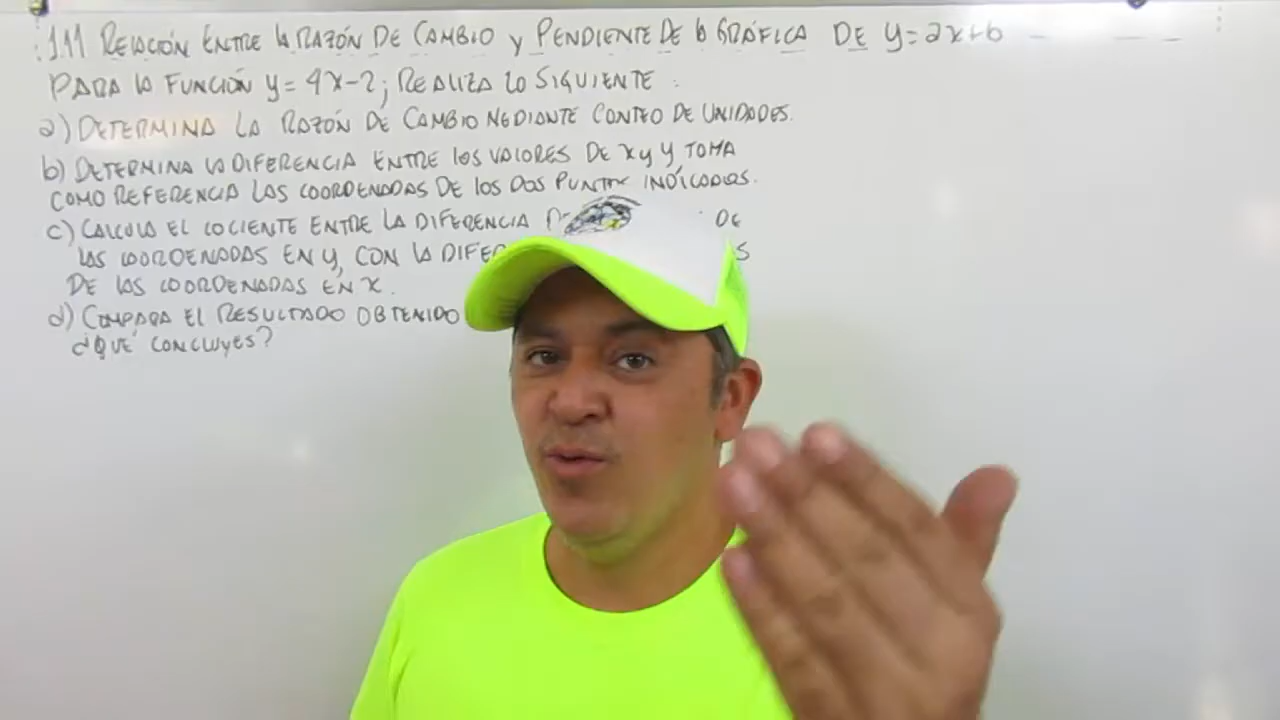 1.11 RELACIÓN ENTRE LA RAZÓN DE CAMBIO y PENDIENTE DE LA GRÁFICA DE y=ax+b
PARA LA FUNCIÓN y= 4x-2; REALIZA LO SIGUIENTE:
a) DETERMINA LA RAZÓN DE CAMBIO MEDIANTE CONTEO DE UNIDADES.
b) DETERMINA LA DIFERENCIA ENTRE LOS VALORES DE x y y TOMA
COMO REFERENCIA LAS COORDENADAS DE LOS DOS PUNTOS INDICADOS.
c) CALCULA EL COCIENTE ENTRE LA DIFERENCIA DE
LAS COORDENADAS EN y, CON LA
DE LAS COORDENADAS EN x.
d) COMPARA EL RESULTADO OBTENIDO
¿QUÉ CONCLUYES?